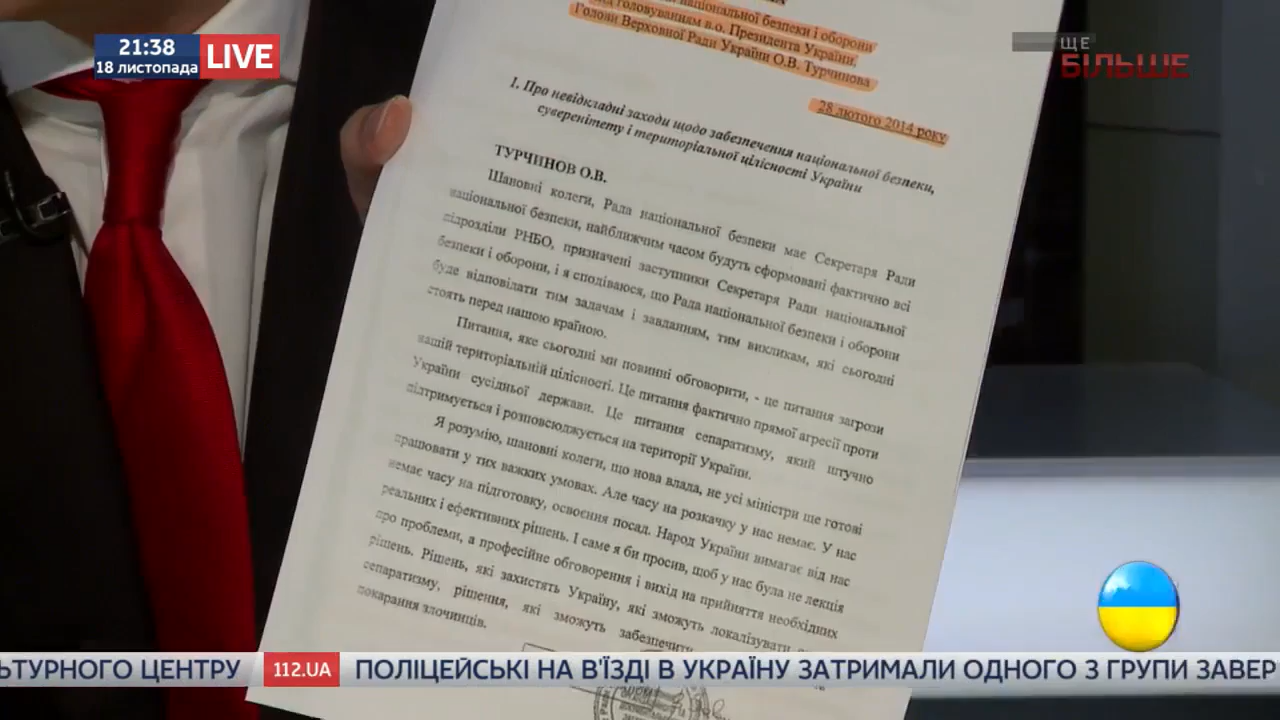 21:38
18 листопада
LIVE
ЩЕ
БІЛЬШЕ
національної безпеки і оборони
головуванням в.о. Президента України,
Голови Верховної Ради України О.В. Турчинова
28 лютого 2014 року
1. Про невідкладні заходи щодо забезпечення національної безпеки,
суверенітету і територіальної цілісності України
ТУРЧИНОВ О.В.
Шановні колеги, Рада національної безпеки має Секретаря Ради
національної безпеки, найближчим часом будуть сформовані фактично всі
підрозділи РНБО, призначені заступники Секретаря Ради національної
безпеки і оборони, і я сподіваюся, що Рада національної безпеки і оборони
буде відповідати тим задачам і завданням, тим викликам, які сьогодні
стоять перед нашою країною.
Питання, яке сьогодні ми повинні обговорити, - це питання загрози
нашій територіальній цілісності. Це питання фактично прямої агресії проти
України сусідньої держави. Це питання сепаратизму, який штучно
підтримується і розповсюджується на території України.
Я розумію, шановні колеги, що нова влада, не усі міністри ще готові
працювати у тих важких умовах. Але часу на розкачку у нас немає. У нас
немає часу на підготовку, освоєння посад. Народ України вимагає від нас
реальних і ефективних рішень. І саме я би просив, щоб у нас була не лекція
про проблеми, а професійне обговорення і вихід на прийняття необхідних
рішень. Рішень, які захистять Україну, які зможуть локалізувати
сепаратизму, рішення, які зможуть забезпечити
покарання злочинців.
ЬТУРНОГО ЦЕНТРУ 112.UA ПОЛІЦЕЙСЬКІ НА В'ЇЗДІ В УКРАЇНУ ЗАТРИМАЛИ ОДНОГО З ГРУПИ ЗАВЕР